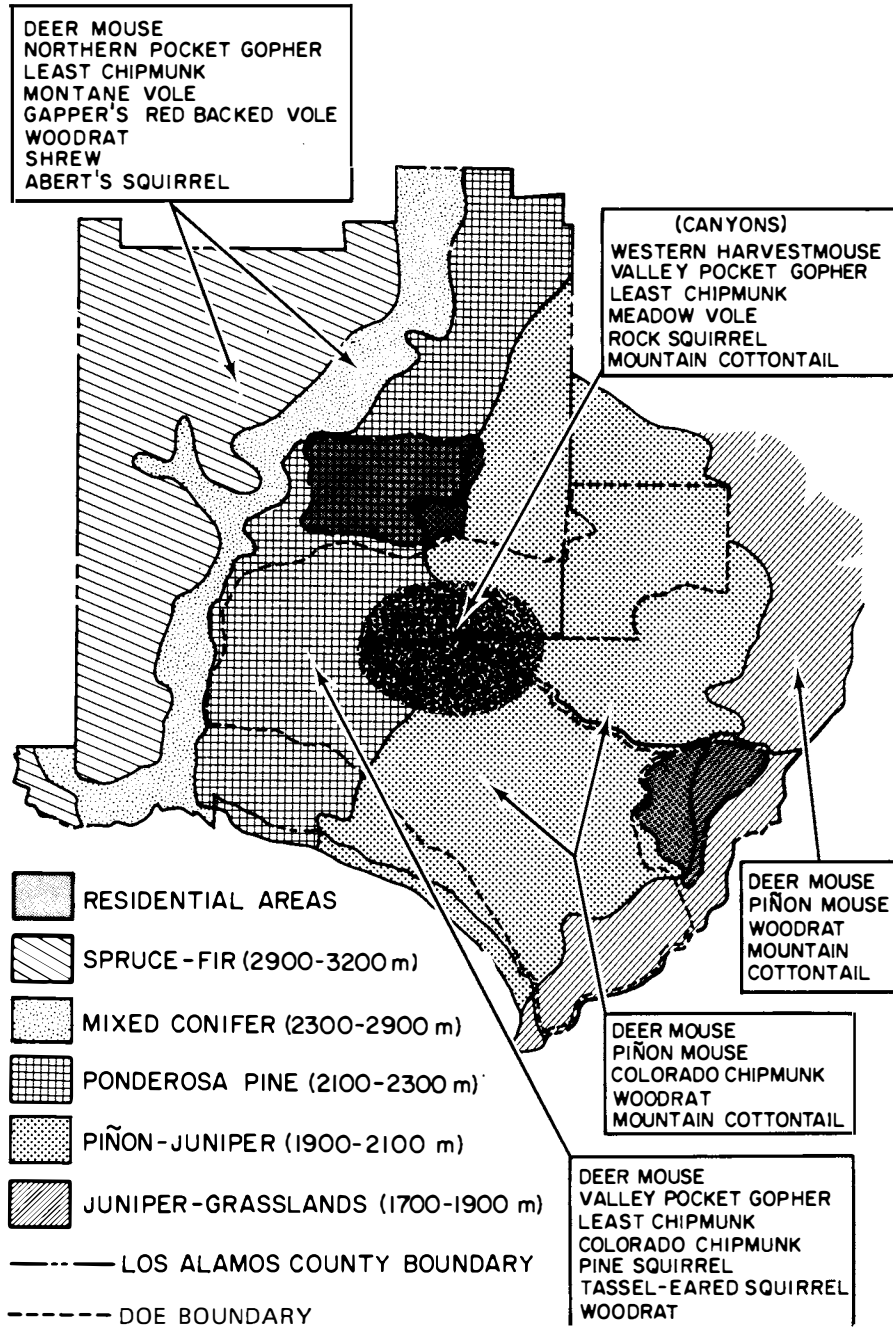 DEER MOUSE
NORTHERN POCKET GOPHER
LEAST CHIPMUNK
MONTANE VOLE
GAPPER'S RED BACKED VOLE
WOODRAT
SHREW
ABERT'S SQUIRREL
(CANYONS)
WESTERN HARVESTMOUSE
VALLEY POCKET GOPHER
LEAST CHIPMUNK
MEADOW VOLE
ROCK SQUIRREL
MOUNTAIN COTTONTAIL
DEER MOUSE
PIÑON MOUSE
WOODRAT
MOUNTAIN
COTTONTAIL
DEER MOUSE
PIÑON MOUSE
COLORADO CHIPMUNK
WOODRAT
MOUNTAIN COTTONTAIL
DEER MOUSE
VALLEY POCKET GOPHER
LEAST CHIPMUNK
COLORADO CHIPMUNK
PINE SQUIRREL
TASSEL-EARED SQUIRREL
WOODRAT
RESIDENTIAL AREAS
SPRUCE-FIR (2900-3200 m)
MIXED CONIFER (2300-2900 m)
PONDEROSA PINE (2100-2300 m)
PIÑON-JUNIPER (1900-2100 m)
JUNIPER-GRASSLANDS (1700-1900 m)
LOS ALAMOS COUNTY BOUNDARY
DOE BOUNDARY